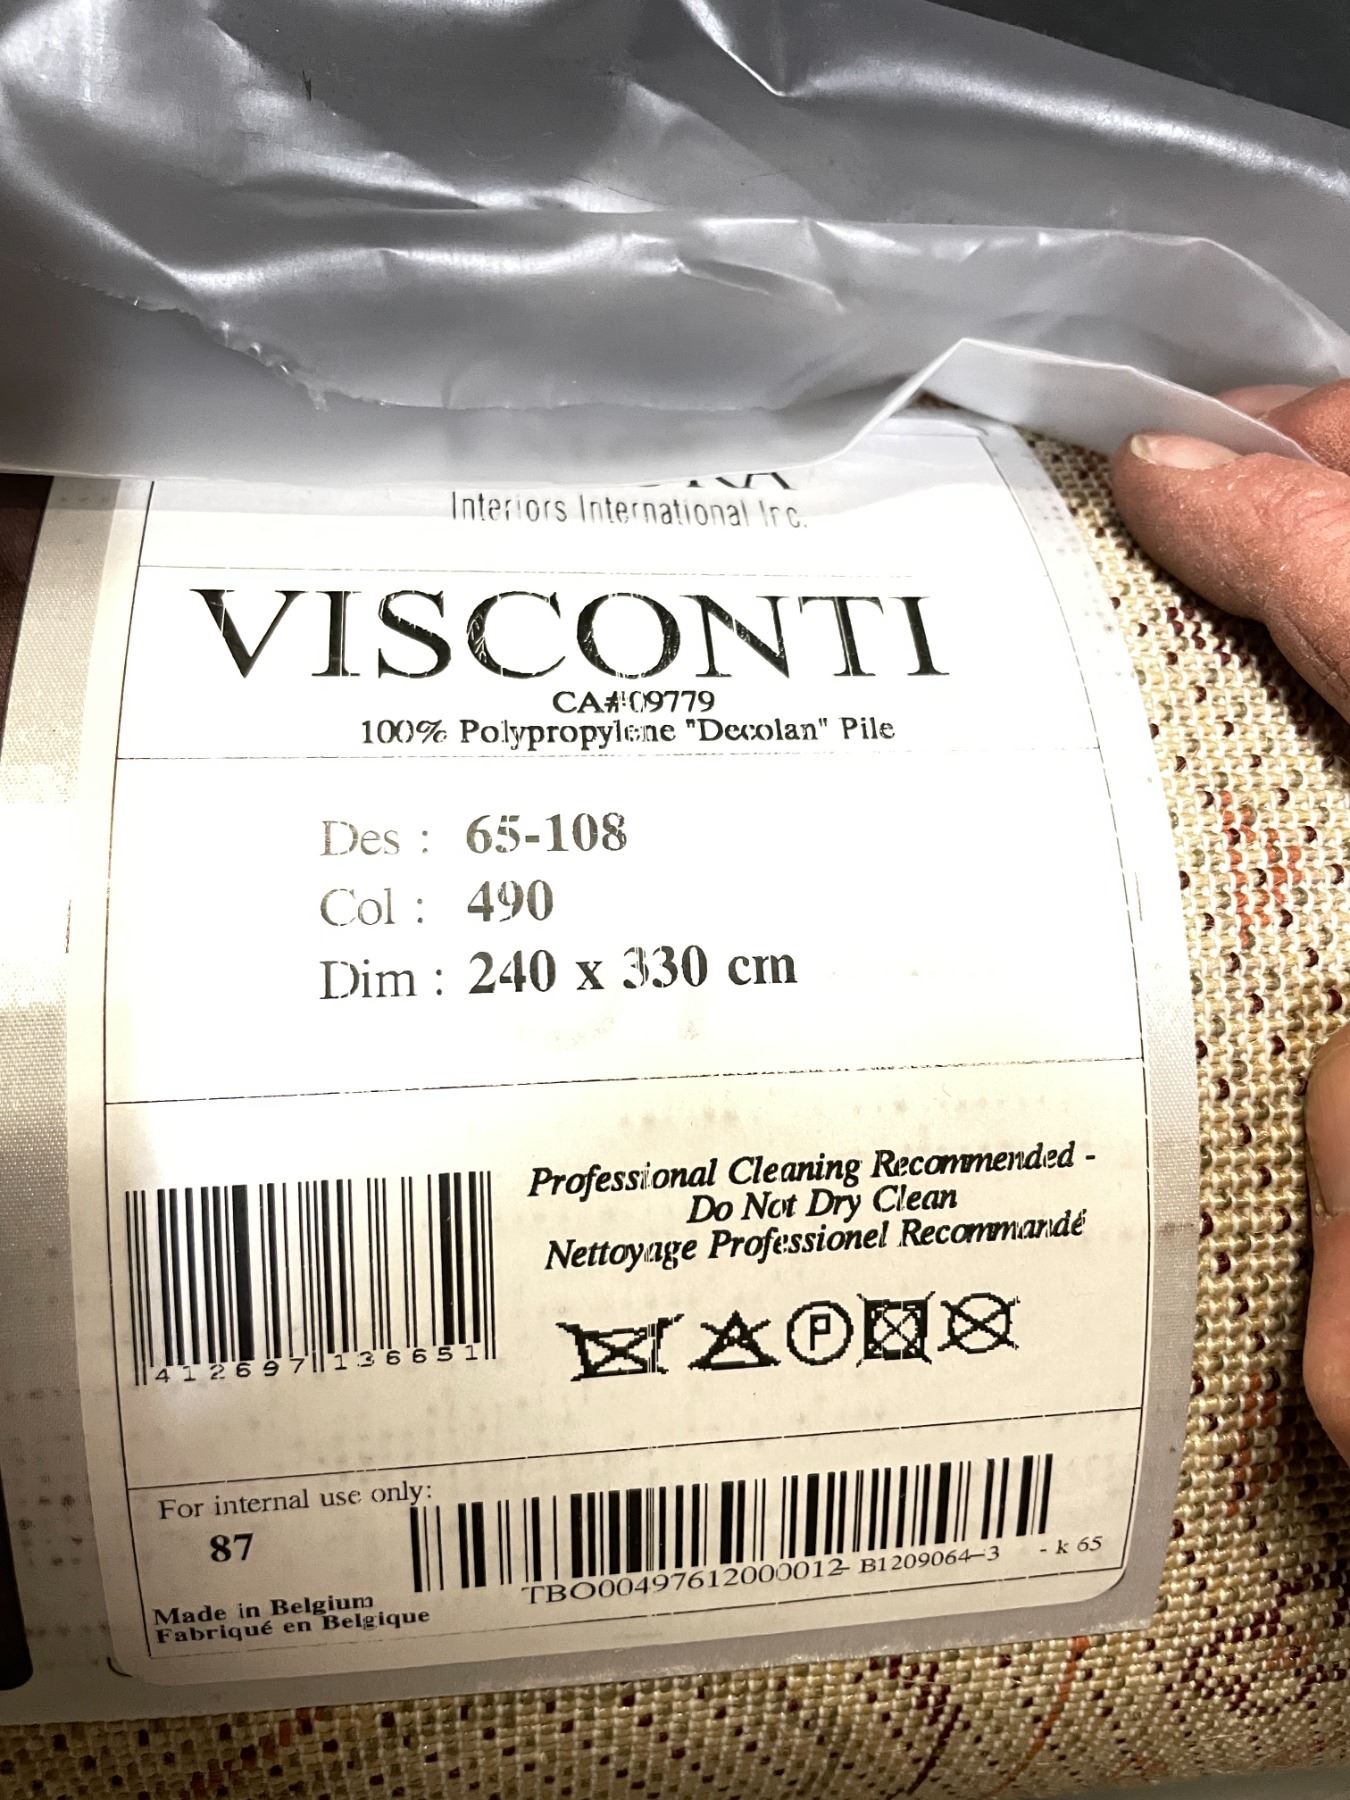 Interiors International Inc.
VISCONTI
CA#09779
100% Polypropylene "Decolan" Pile
Des : 65-108
Col : 490
Dim : 240 x 330 cm
Professional Cleaning Recommended -
Do Not Dry Clean
Nettoyage Professionel Recommandé
P
412697136651
For internal use only:
87
TBO00497612000012- B1209064-3 - k 65
Made in Belgium
Fabriqué en Belgique